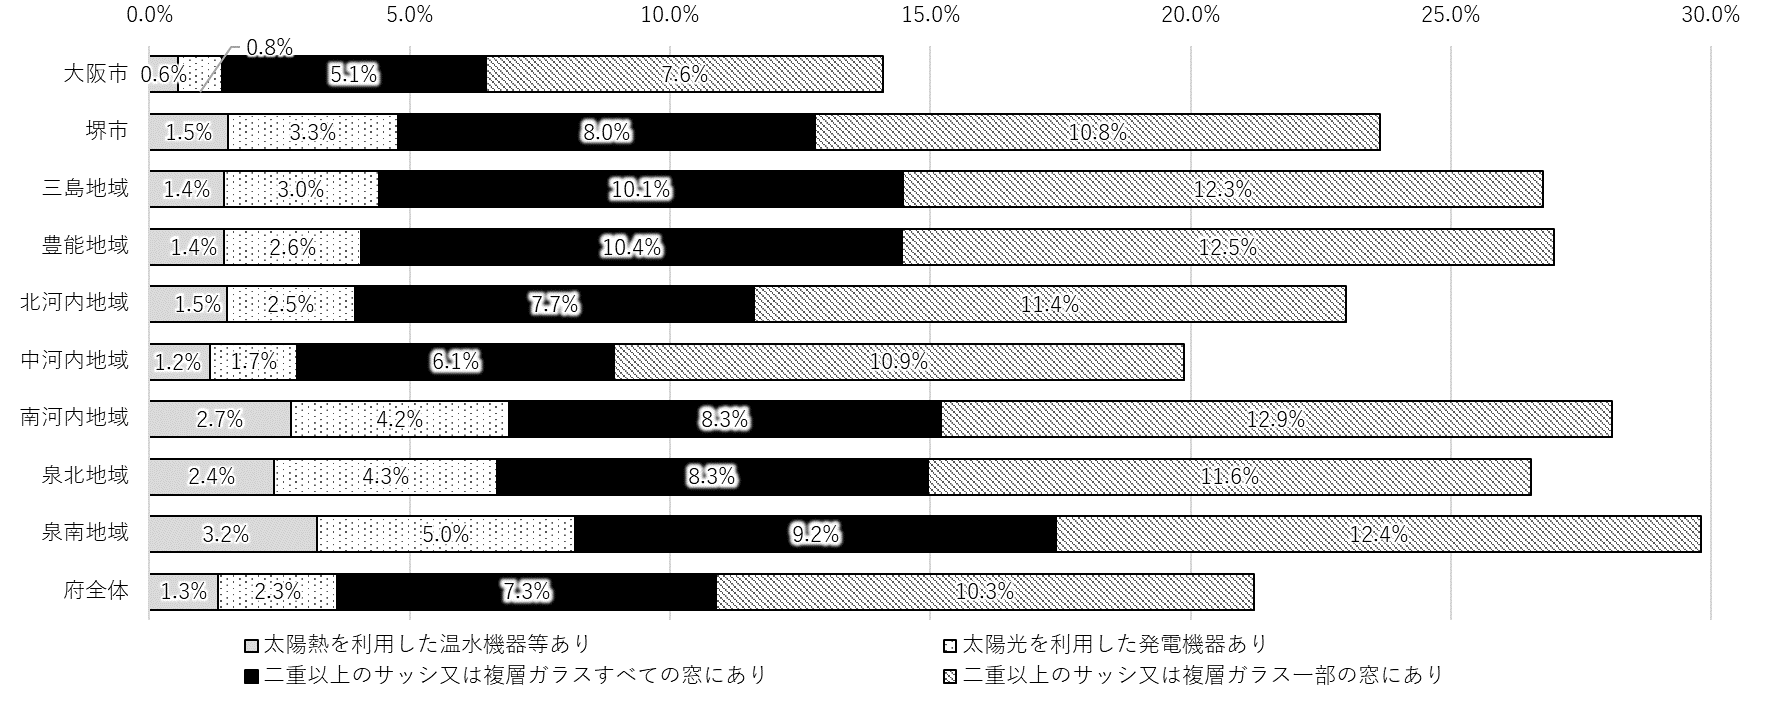 0.0% 5.0% 10.0% 15.0% 20.0% 25.0% 30.0%
大阪市 0.6% 0.8% 5.1% 7.6%
堺市 1.5% 3.3% 8.0% 10.8%
三島地域 1.4% 3.0% 10.1% 12.3%
豊能地域 1.4% 2.6% 10.4% 12.5%
北河内地域 1.5% 2.5% 7.7% 11.4%
中河内地域 1.2% 1.7% 6.1% 10.9%
南河内地域 2.7% 4.2% 8.3% 12.9%
泉北地域 2.4% 4.3% 8.3% 11.6%
泉南地域 3.2% 5.0% 9.2% 12.4%
府全体 1.3% 2.3% 7.3% 10.3%
太陽熱を利用した温水機器等あり 太陽光を利用した発電機器あり
二重以上のサッシ又は複層ガラスすべての窓にあり 二重以上のサッシ又は複層ガラス一部の窓にあり